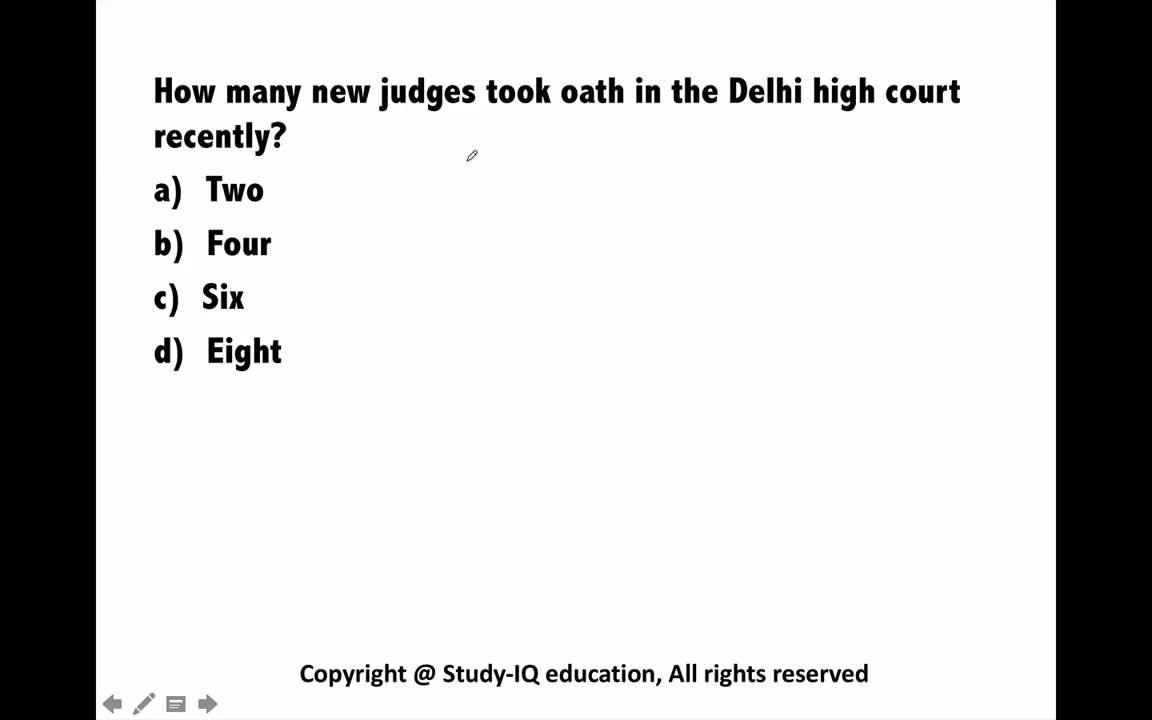 How many new judges took oath in the Delhi high court
recently?
a) Two
b) Four
c) Six
d) Eight
Copyright @ Study-IQ education, All rights reserved